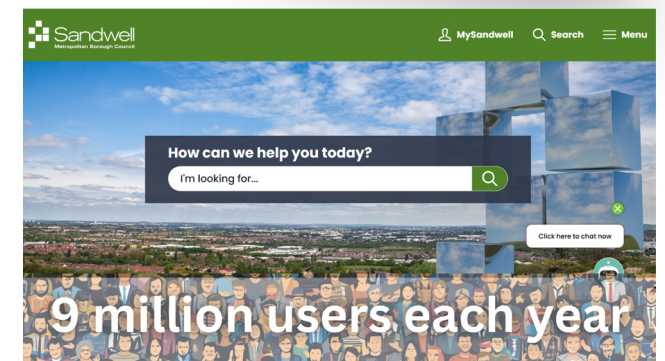 Sandwell
Metropolitan Borough Council
MySandwell
Search
Menu
How can we help you today?
I'm looking for...
Click here to chat now
9 million users each year